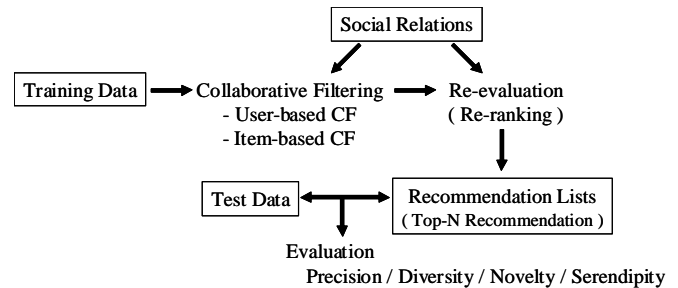 Social Relations
Training Data
Collaborative Filtering
- User-based CF
- Item-based CF
Re-evaluation
( Re-ranking )
Test Data
Recommendation Lists
( Top-N Recommendation )
Evaluation
Precision / Diversity / Novelty / Serendipity